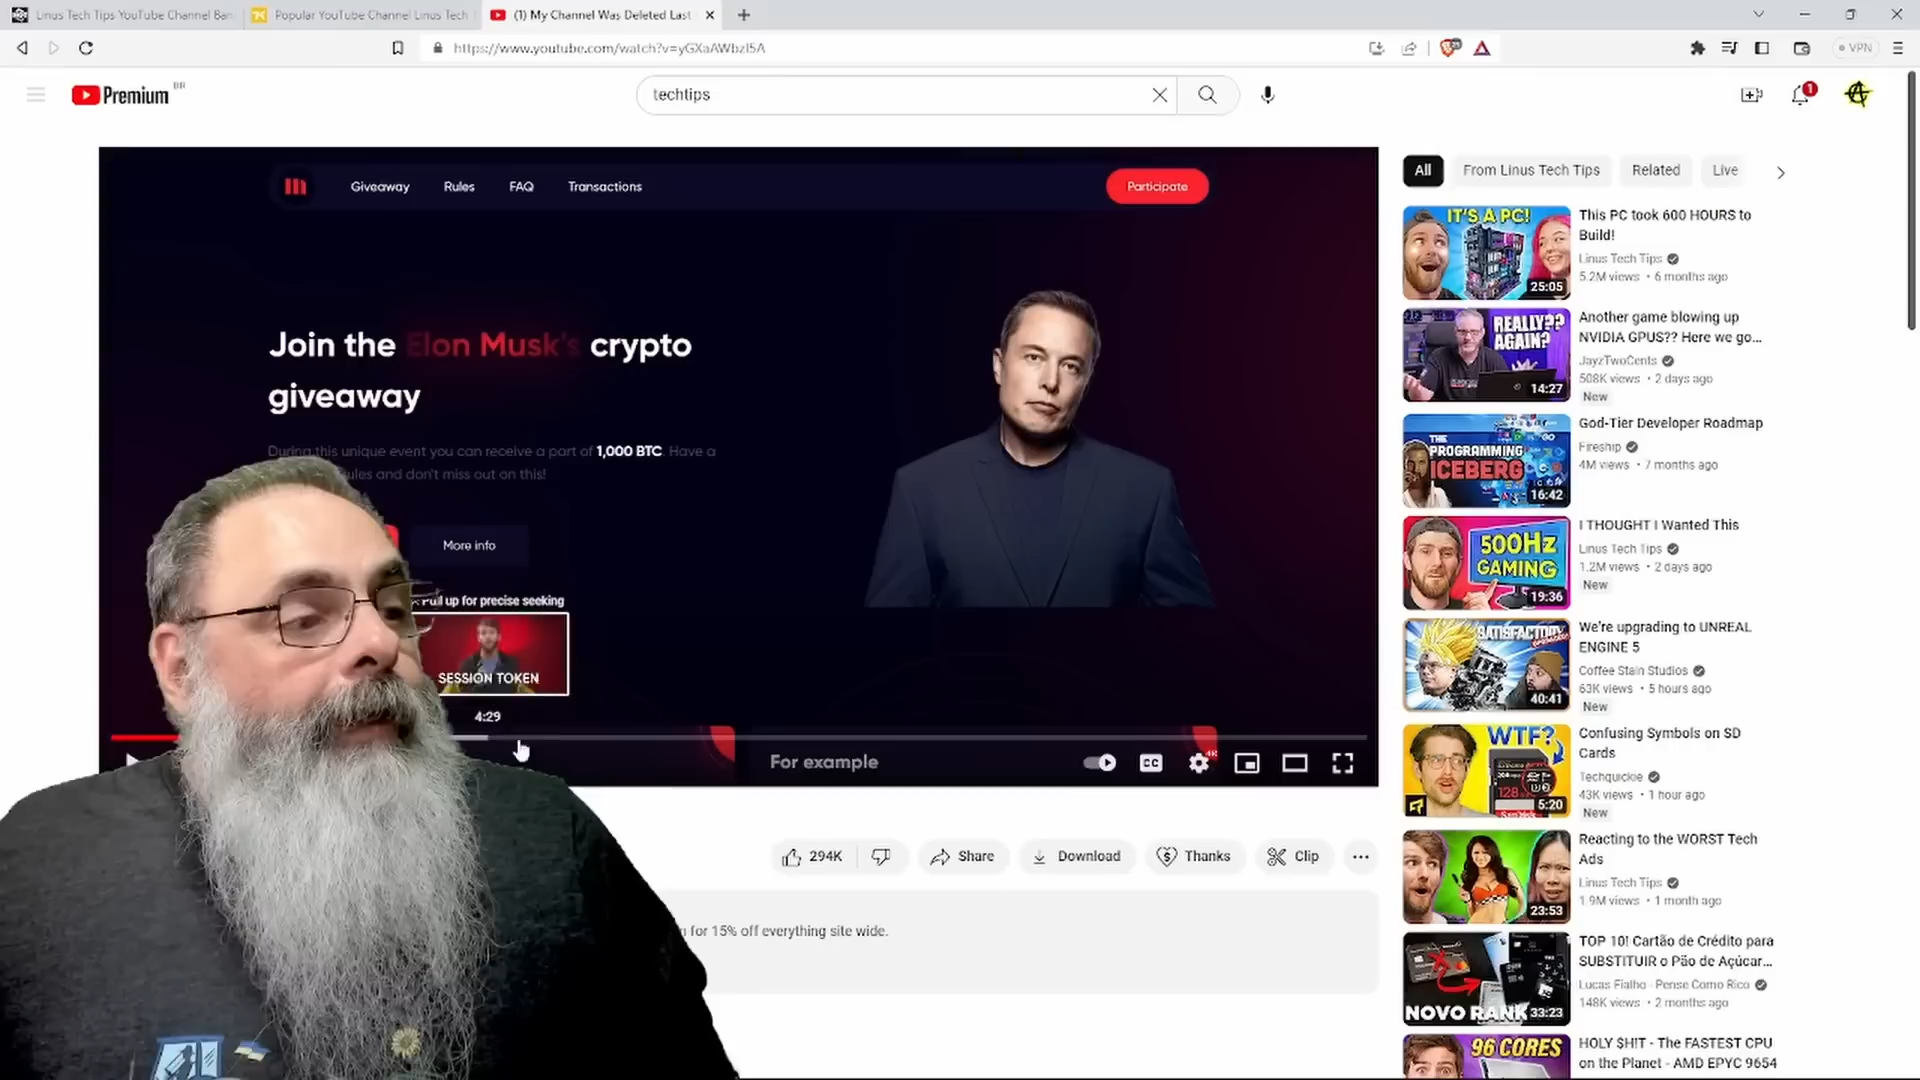 Linus Tech Tips YouTube Channel Ban
Popular YouTube Channel Linus Tech
(1) My Channel Was Deleted Last
https://www.youtube.com/watch?v=yGXaAWbzI5A
VPN
Premium BR
techtips
1
Giveaway
Rules
FAQ
Transactions
Participate
Join the Elon Musk's crypto
giveaway
During this unique event you can receive a part of 1,000 BTC. Have a
rules and don't miss out on this!
More info
Pull up for precise seeking
SESSION TOKEN
4:29
For example
CC
4K
294K
Share
Download
Thanks
Clip
for 15% off everything site wide.
All
From Linus Tech Tips
Related
Live
IT'S A PC!
25:05
This PC took 600 HOURS to
Build!
Linus Tech Tips
5.2M views • 6 months ago
REALLY??
AGAIN?
14:27
Another game blowing up
NVIDIA GPUS?? Here we go...
JayzTwoCents
508K views • 2 days ago
New
THE
PROGRAMMING
ICEBERG
16:42
God-Tier Developer Roadmap
Fireship
4M views • 7 months ago
500Hz
GAMING
19:36
I THOUGHT I Wanted This
Linus Tech Tips
1.2M views • 2 days ago
New
SATISFACTORY
40:41
We're upgrading to UNREAL
ENGINE 5
Coffee Stain Studios
63K views • 5 hours ago
New
WTF?
128
SanDisk
5:20
Confusing Symbols on SD
Cards
Techquickie
43K views • 1 hour ago
New
23:53
Reacting to the WORST Tech
Ads
Linus Tech Tips
1.9M views • 1 month ago
NOVO RANK
33:23
TOP 10! Cartão de Crédito para
SUBSTITUIR o Pão de Açúcar...
Lucas Fialho - Pense Como Rico
148K views • 2 months ago
96 CORES
HOLY $H!T - The FASTEST CPU
on the Planet - AMD EPYC 9654